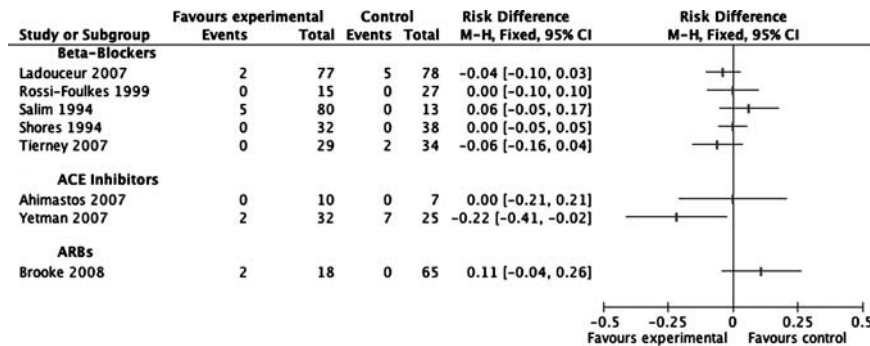 Favours experimental Control Risk Difference Risk Difference
Study or Subgroup Events Total Events Total M-H, Fixed, 95% CI M-H, Fixed, 95% CI
Beta-Blockers
Ladouceur 2007 2 77 5 78 -0.04 [-0.10, 0.03]
Rossi-Foulkes 1999 0 15 0 27 0.00 [-0.10, 0.10]
Salim 1994 5 80 0 13 0.06 [-0.05, 0.17]
Shores 1994 0 32 0 38 0.00 [-0.05, 0.05]
Tierney 2007 0 29 2 34 -0.06 [-0.16, 0.04]
ACE Inhibitors
Ahimastos 2007 0 10 0 7 0.00 [-0.21, 0.21]
Yetman 2007 2 32 7 25 -0.22 [-0.41, -0.02]
ARBs
Brooke 2008 2 18 0 65 0.11 [-0.04, 0.26]
-0.5 -0.25 0 0.25 0.5
Favours experimental Favours control